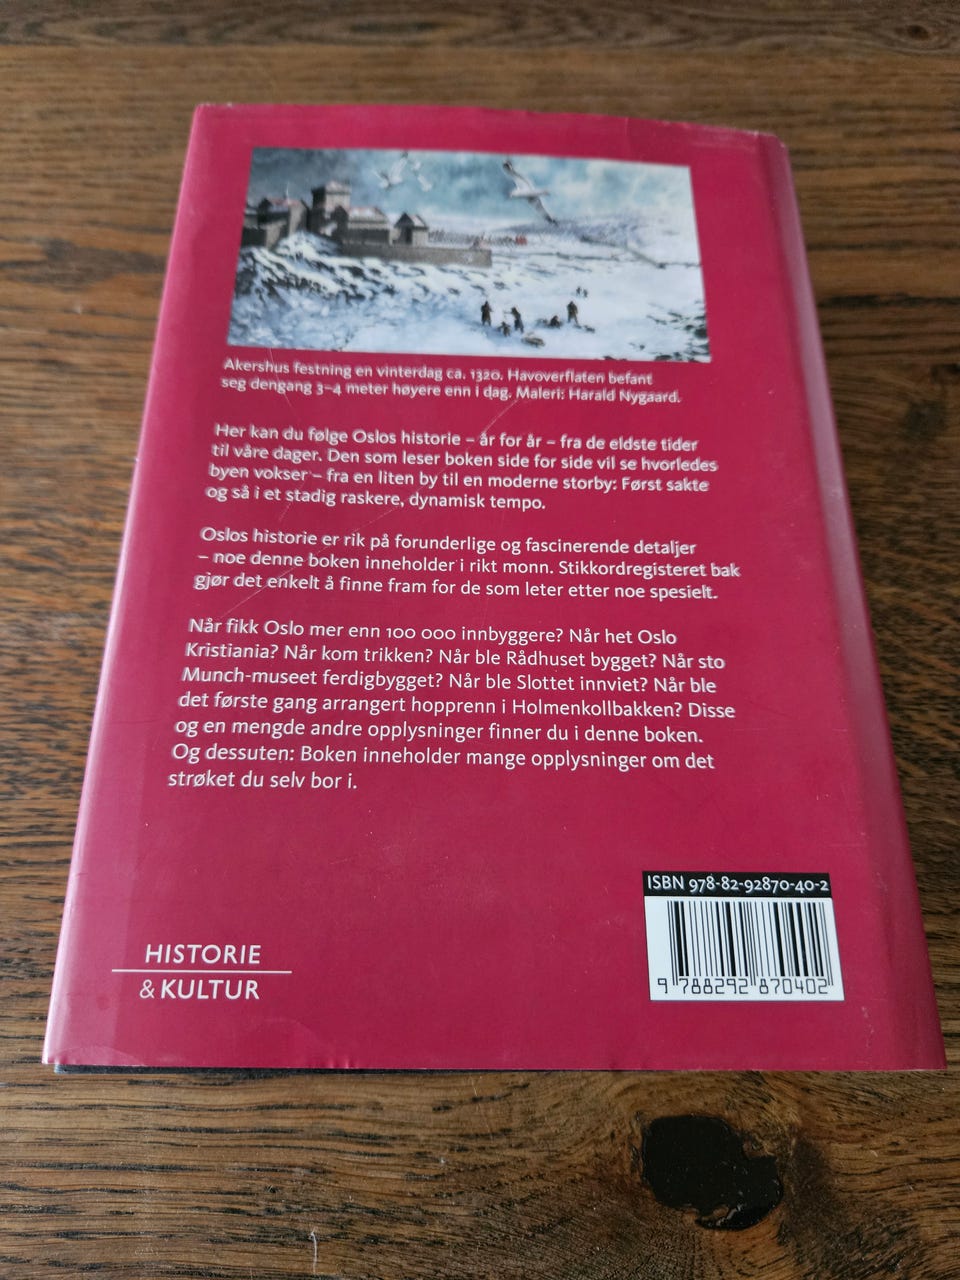 Akershus festning en vinterdag ca. 1320. Havoverflaten befant
seg dengang 3–4 meter høyere enn i dag. Maleri: Harald Nygaard.
Her kan du følge Oslos historie – år for år – fra de eldste tider
til våre dager. Den som leser boken side for side vil se hvorledes
byen vokser – fra en liten by til en moderne storby: Først sakte
og så i et stadig raskere, dynamisk tempo.
Oslos historie er rik på forunderlige og fascinerende detaljer
– noe denne boken inneholder i rikt monn. Stikkordregisteret bak
gjør det enkelt å finne fram for de som leter etter noe spesielt.
Når fikk Oslo mer enn 100 000 innbyggere? Når het Oslo
Kristiania? Når kom trikken? Når ble Rådhuset bygget? Når sto
Munch-museet ferdigbygget? Når ble Slottet innviet? Når ble
det første gang arrangert hopprenn i Holmenkollbakken? Disse
og en mengde andre opplysninger finner du i denne boken.
Og dessuten: Boken inneholder mange opplysninger om det
strøket du selv bor i.
HISTORIE
& KULTUR
ISBN 978-82-92870-40-2
9 788292 870402